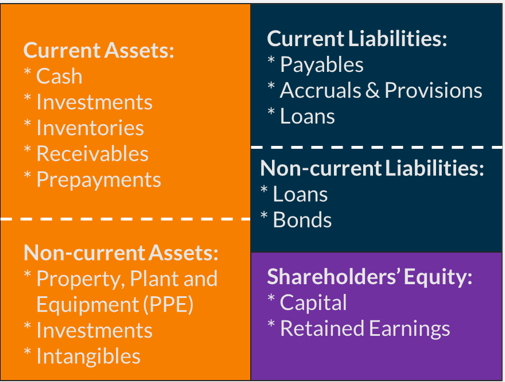 Current Assets:
* Cash
* Investments
* Inventories
* Receivables
* Prepayments
Non-current Assets:
* Property, Plant and
Equipment (PPE)
* Investments
* Intangibles
Current Liabilities:
* Payables
* Accruals & Provisions
* Loans
Non-current Liabilities:
* Loans
* Bonds
Shareholders’ Equity:
* Capital
* Retained Earnings